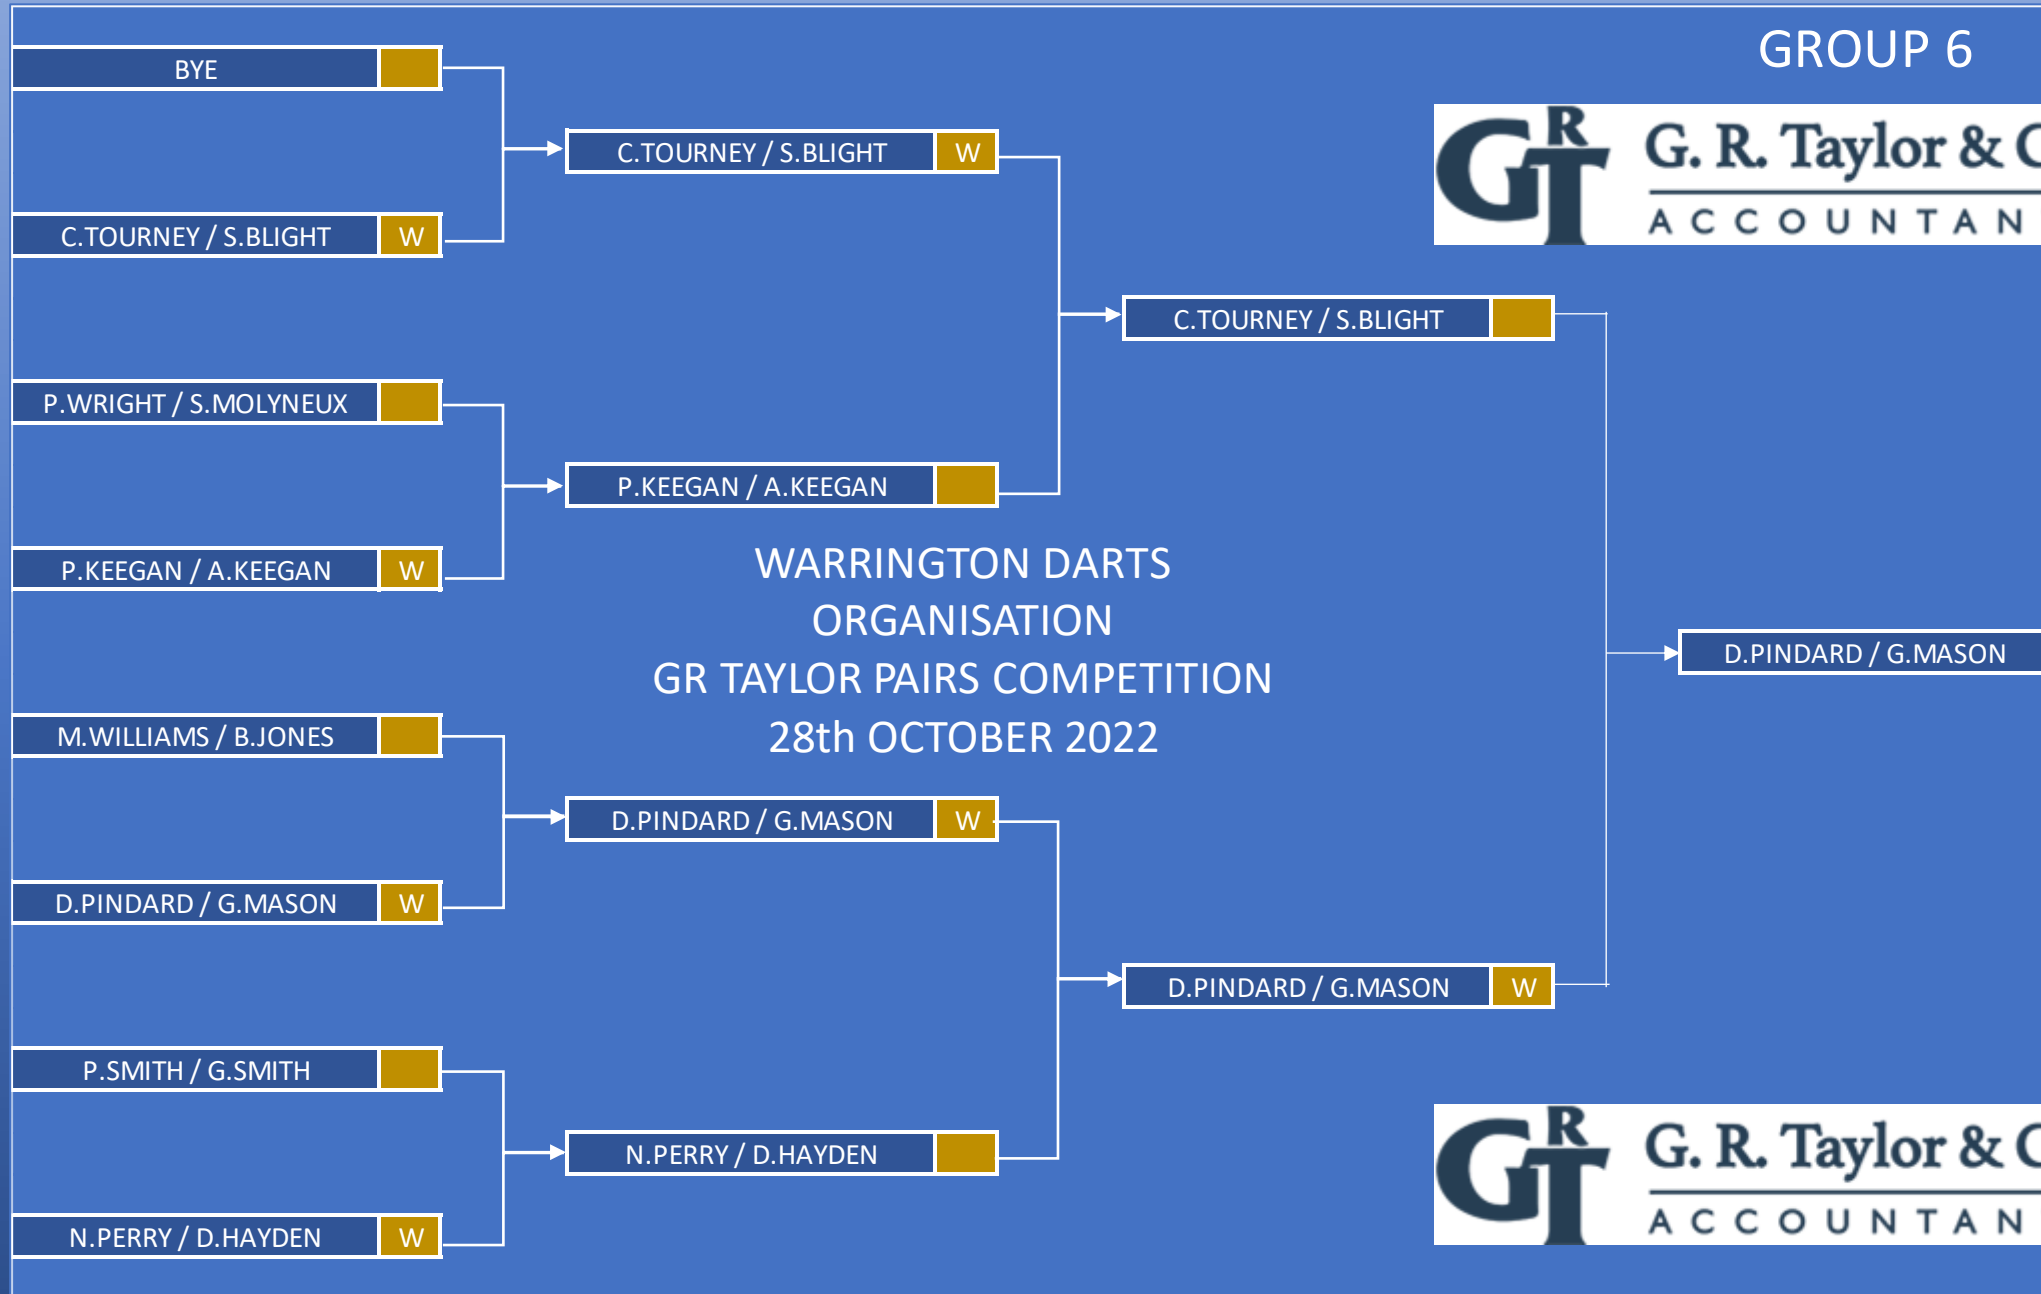 GROUP 6
BYE
G. R. Taylor &
C.TOURNEY / S.BLIGHT W
C.TOURNEY / S.BLIGHT W
ACCOUNTAN
C.TOURNEY / S.BLIGHT
P.WRIGHT / S.MOLYNEUX
P.KEEGAN / A.KEEGAN
P.KEEGAN / A.KEEGAN W
WARRINGTON DARTS
ORGANISATION
GR TAYLOR PAIRS COMPETITION
28th OCTOBER 2022
D.PINDARD / G.MASON
M.WILLIAMS / B.JONES
D.PINDARD / G.MASON W
D.PINDARD / G.MASON W
D.PINDARD / G.MASON W
P.SMITH / G.SMITH
N.PERRY / D.HAYDEN
N.PERRY / D.HAYDEN W
GRT
G. R. Taylor &
ACCOUNTAN
GRT